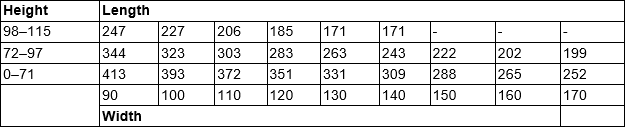 Height Length
98–115 247 227 206 185 171 171 - - -
72–97 344 323 303 283 263 243 222 202 199
0–71 413 393 372 351 331 309 288 265 252
90 100 110 120 130 140 150 160 170
Width